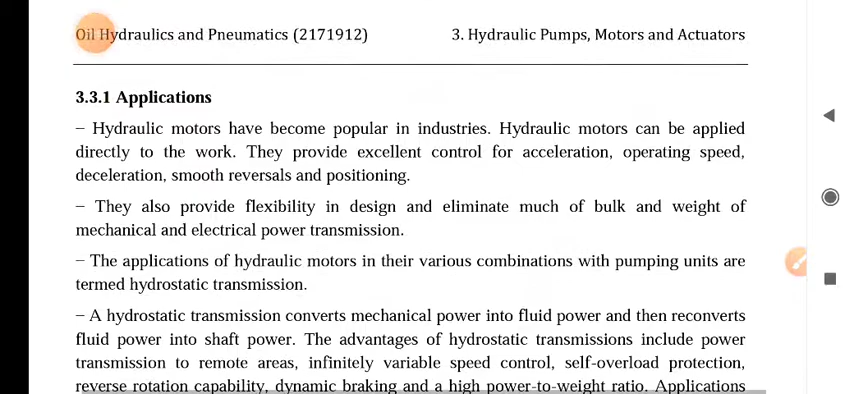 Oil Hydraulics and Pneumatics (2171912) 3. Hydraulic Pumps, Motors and Actuators
3.3.1 Applications
– Hydraulic motors have become popular in industries. Hydraulic motors can be applied
directly to the work. They provide excellent control for acceleration, operating speed,
deceleration, smooth reversals and positioning.
– They also provide flexibility in design and eliminate much of bulk and weight of
mechanical and electrical power transmission.
– The applications of hydraulic motors in their various combinations with pumping units are
termed hydrostatic transmission.
– A hydrostatic transmission converts mechanical power into fluid power and then reconverts
fluid power into shaft power. The advantages of hydrostatic transmissions include power
transmission to remote areas, infinitely variable speed control, self-overload protection,
reverse rotation capability, dynamic braking and a high power-to-weight ratio. Applications